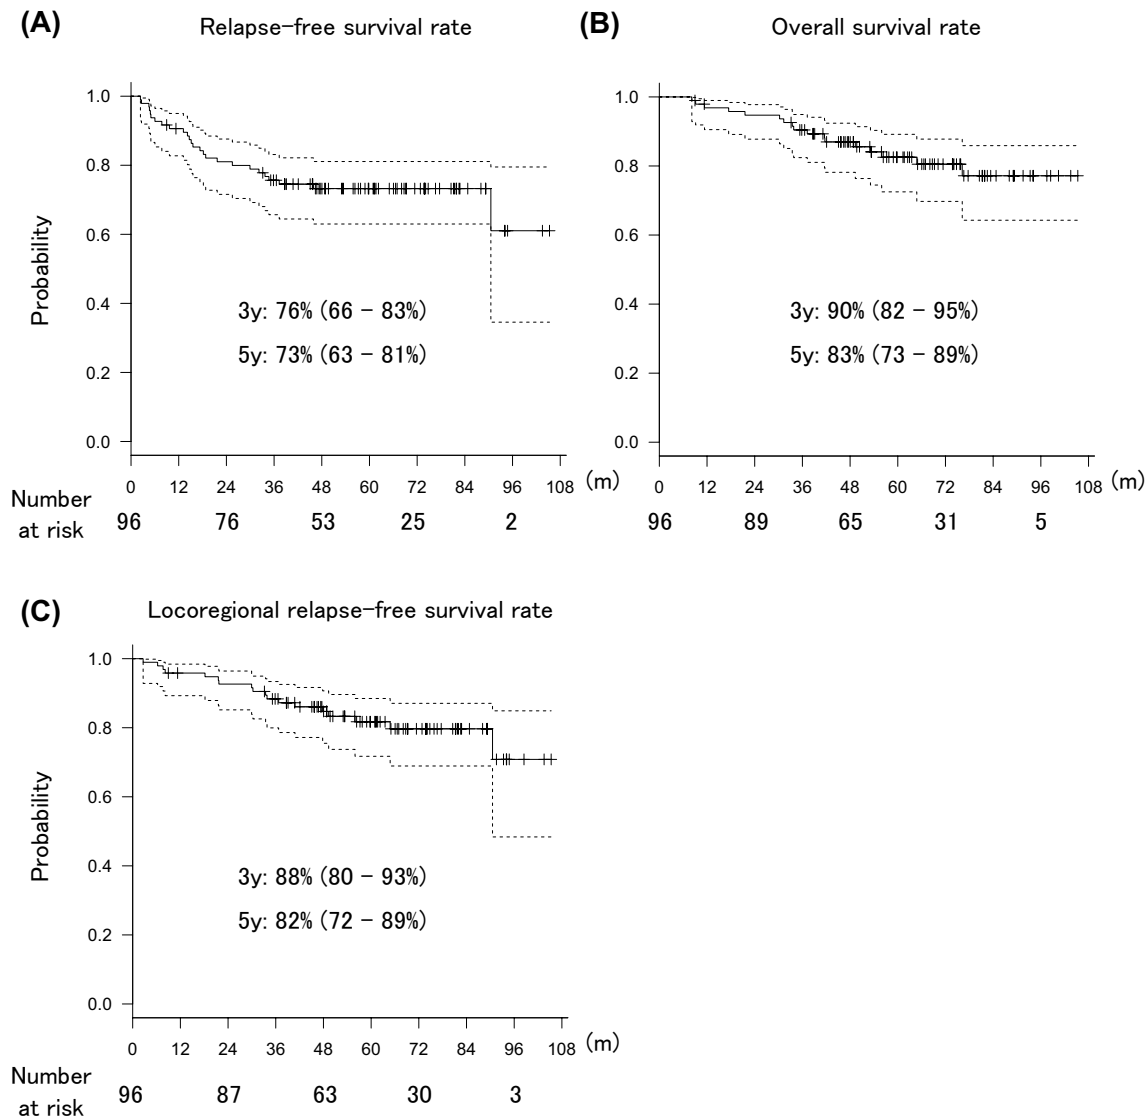 (A) Relapse-free survival rate
1.0
0.8
0.6
0.4
0.2
0.0
Probability
3y: 76% (66 - 83%)
5y: 73% (63 - 81%)
0 12 24 36 48 60 72 84 96 108 (m)
Number
at risk
96 76 53 25 2
(B) Overall survival rate
1.0
0.8
0.6
0.4
0.2
0.0
3y: 90% (82 - 95%)
5y: 83% (73 - 89%)
0 12 24 36 48 60 72 84 96 108 (m)
96 89 65 31 5
(C) Locoregional relapse-free survival rate
1.0
0.8
0.6
0.4
0.2
0.0
Probability
3y: 88% (80 - 93%)
5y: 82% (72 - 89%)
0 12 24 36 48 60 72 84 96 108 (m)
Number
at risk
96 87 63 30 3